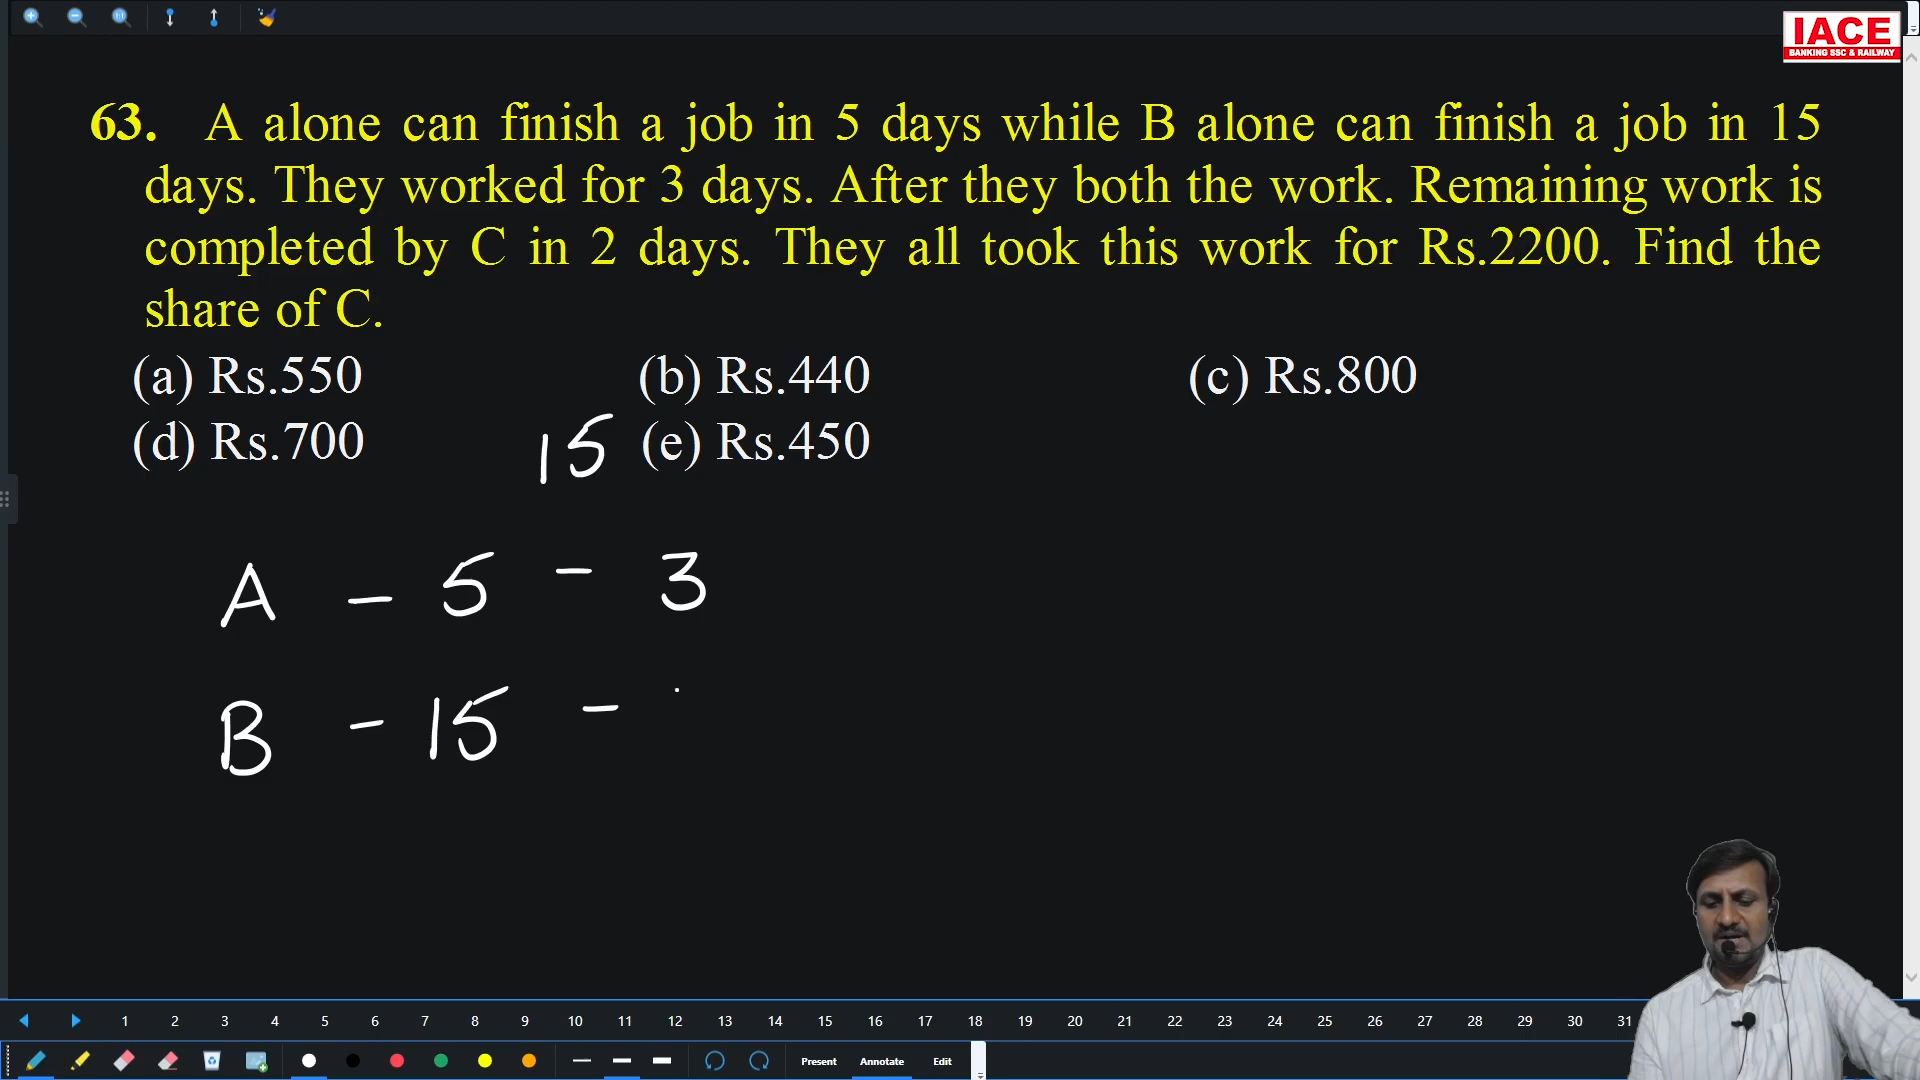 IACE
BANKING SSC & RAILWAY
63. A alone can finish a job in 5 days while B alone can finish a job in 15
days. They worked for 3 days. After they both the work. Remaining work is
completed by C in 2 days. They all took this work for Rs.2200. Find the
share of C.
(a) Rs.550 (b) Rs.440 (c) Rs.800
(d) Rs.700 15 (e) Rs.450
A - 5 - 3
B - 15 -
1 2 3 4 5 6 7 8 9 10 11 12 13 14 15 16 17 18 19 20 21 22 23 24 25 26 27 28 29 30 31
Present Annotate Edit